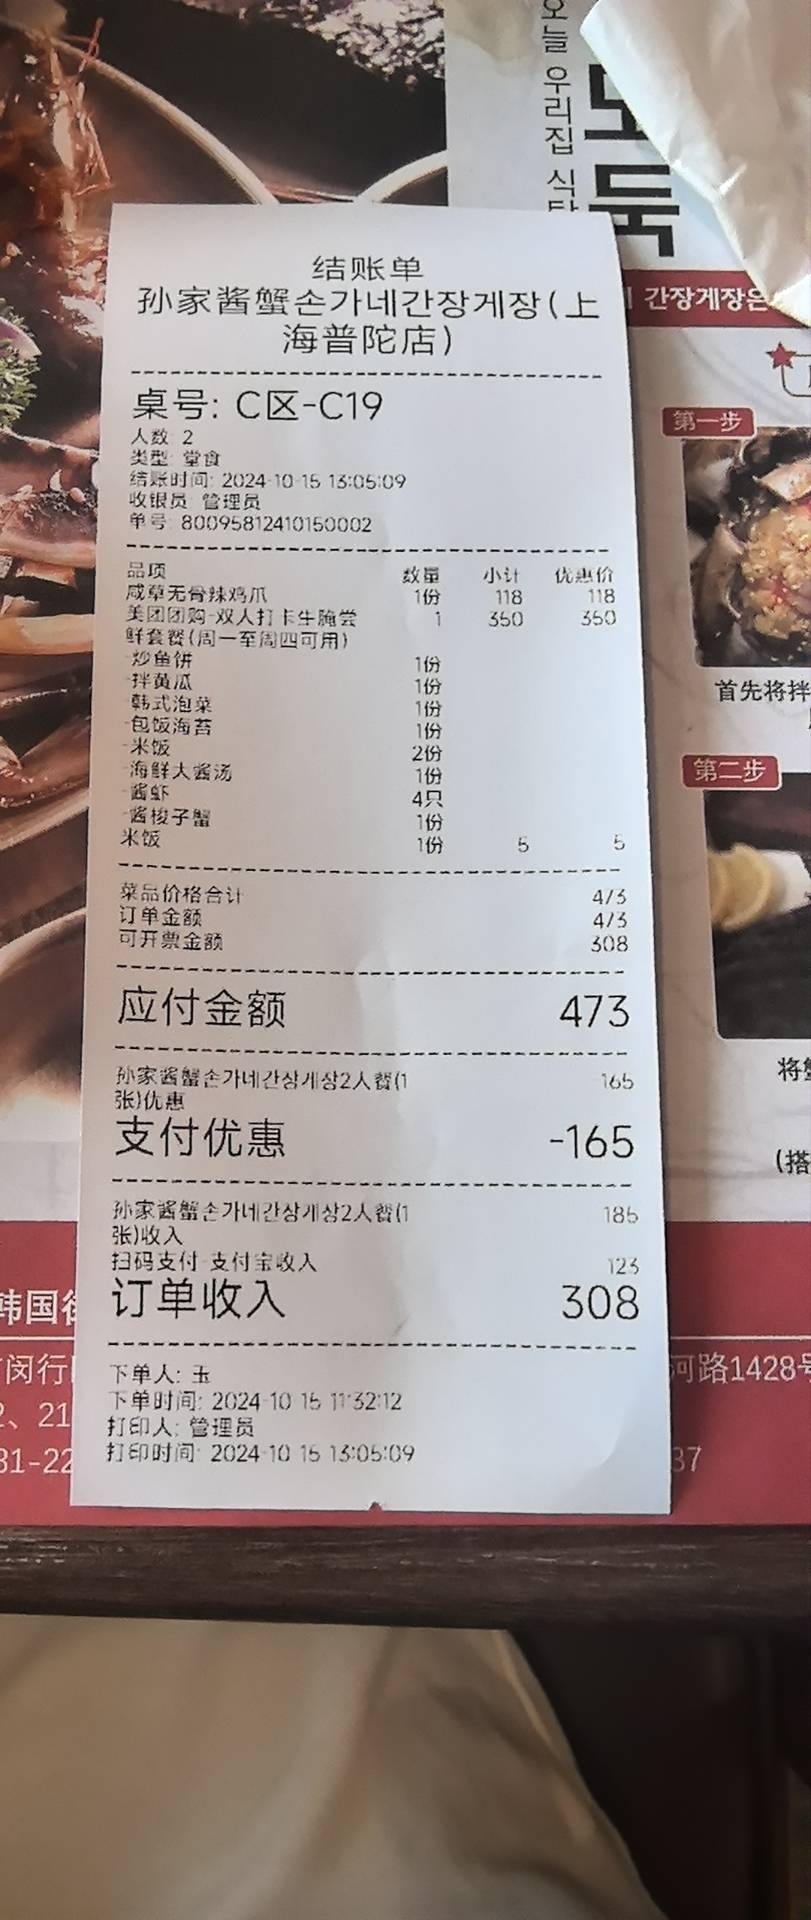 오늘 우리집 식탁
둑
간장게장은
결
结账单
孙家酱蟹손가네간장게장(上
海普陀店)
桌号: C区-C19
人数: 2
类型: 堂食
结账时间: 2024-10-15 13:05:09
收银员: 管理员
单号: 80095812410150002
品项 数量 小计 优惠价
咸草无骨辣鸡爪 1份 118 118
美团团购-双人打卡生腌尝 1 350 350
鲜套餐(周一至周四可用)
-炒鱼饼 1份
-拌黄瓜 1份
-韩式泡菜 1份
-包饭海苔 1份
-米饭 2份
-海鲜大酱汤 1份
-酱虾 4只
-酱梭子蟹 1份
米饭 1份 5 5
菜品价格合计 473
订单金额 473
可开票金额 308
应付金额 473
孙家酱蟹손가네간장게장2人餐(1 165
张)优惠
支付优惠 -165
孙家酱蟹손가네간장게장2人餐(1 185
张)收入
扫码支付-支付宝收入 123
订单收入 308
下单人: 玉
下单时间: 2024-10-15 11:32:12
打印人: 管理员
打印时间: 2024-10-15 13:05:09
第一步
首先将拌
第二步
将蟹
(搭
韩国
闵行
河路1428号
2、21
31-22
37